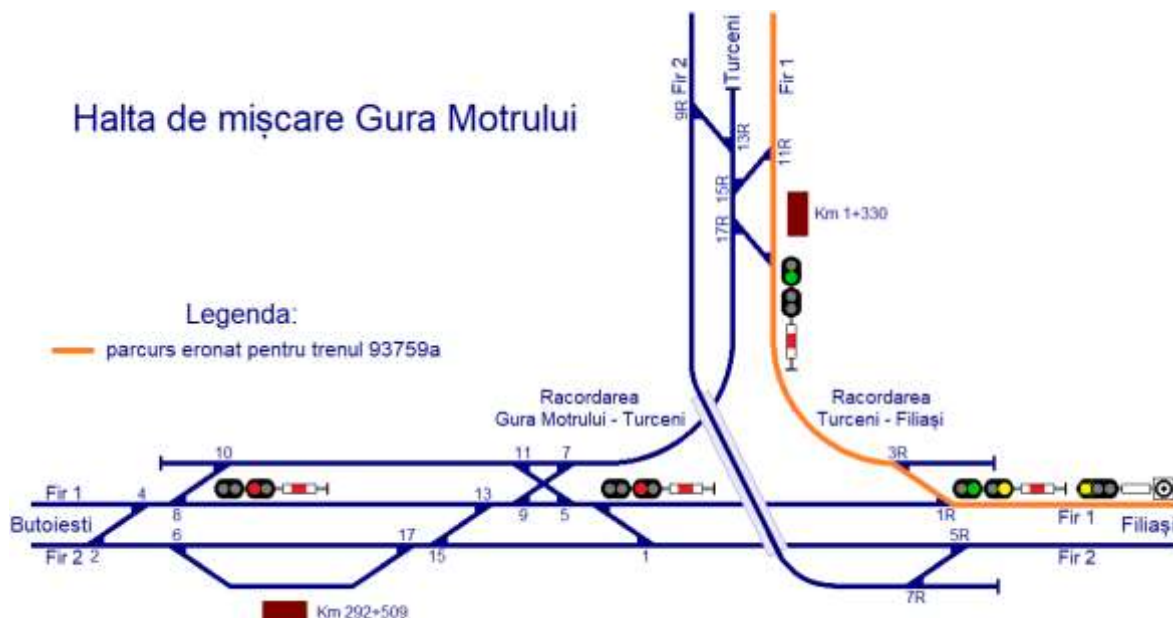 Fir 2
Turceni
Fir 1
9R
Halta de mișcare Gura Motrului
13R
11R
15R
Km 1+330
17R
Legenda:
parcurs eronat pentru trenul 93759a
Racordarea
Gura Motrului - Turceni
Racordarea
Turceni - Filiași
10
11
7
3R
Fir 1
4
8
13
9
5
1R
Fir 1
Butoiesti
Filiași
6
17
Fir 2
2
15
1
5R
Fir 2
7R
Km 292+509